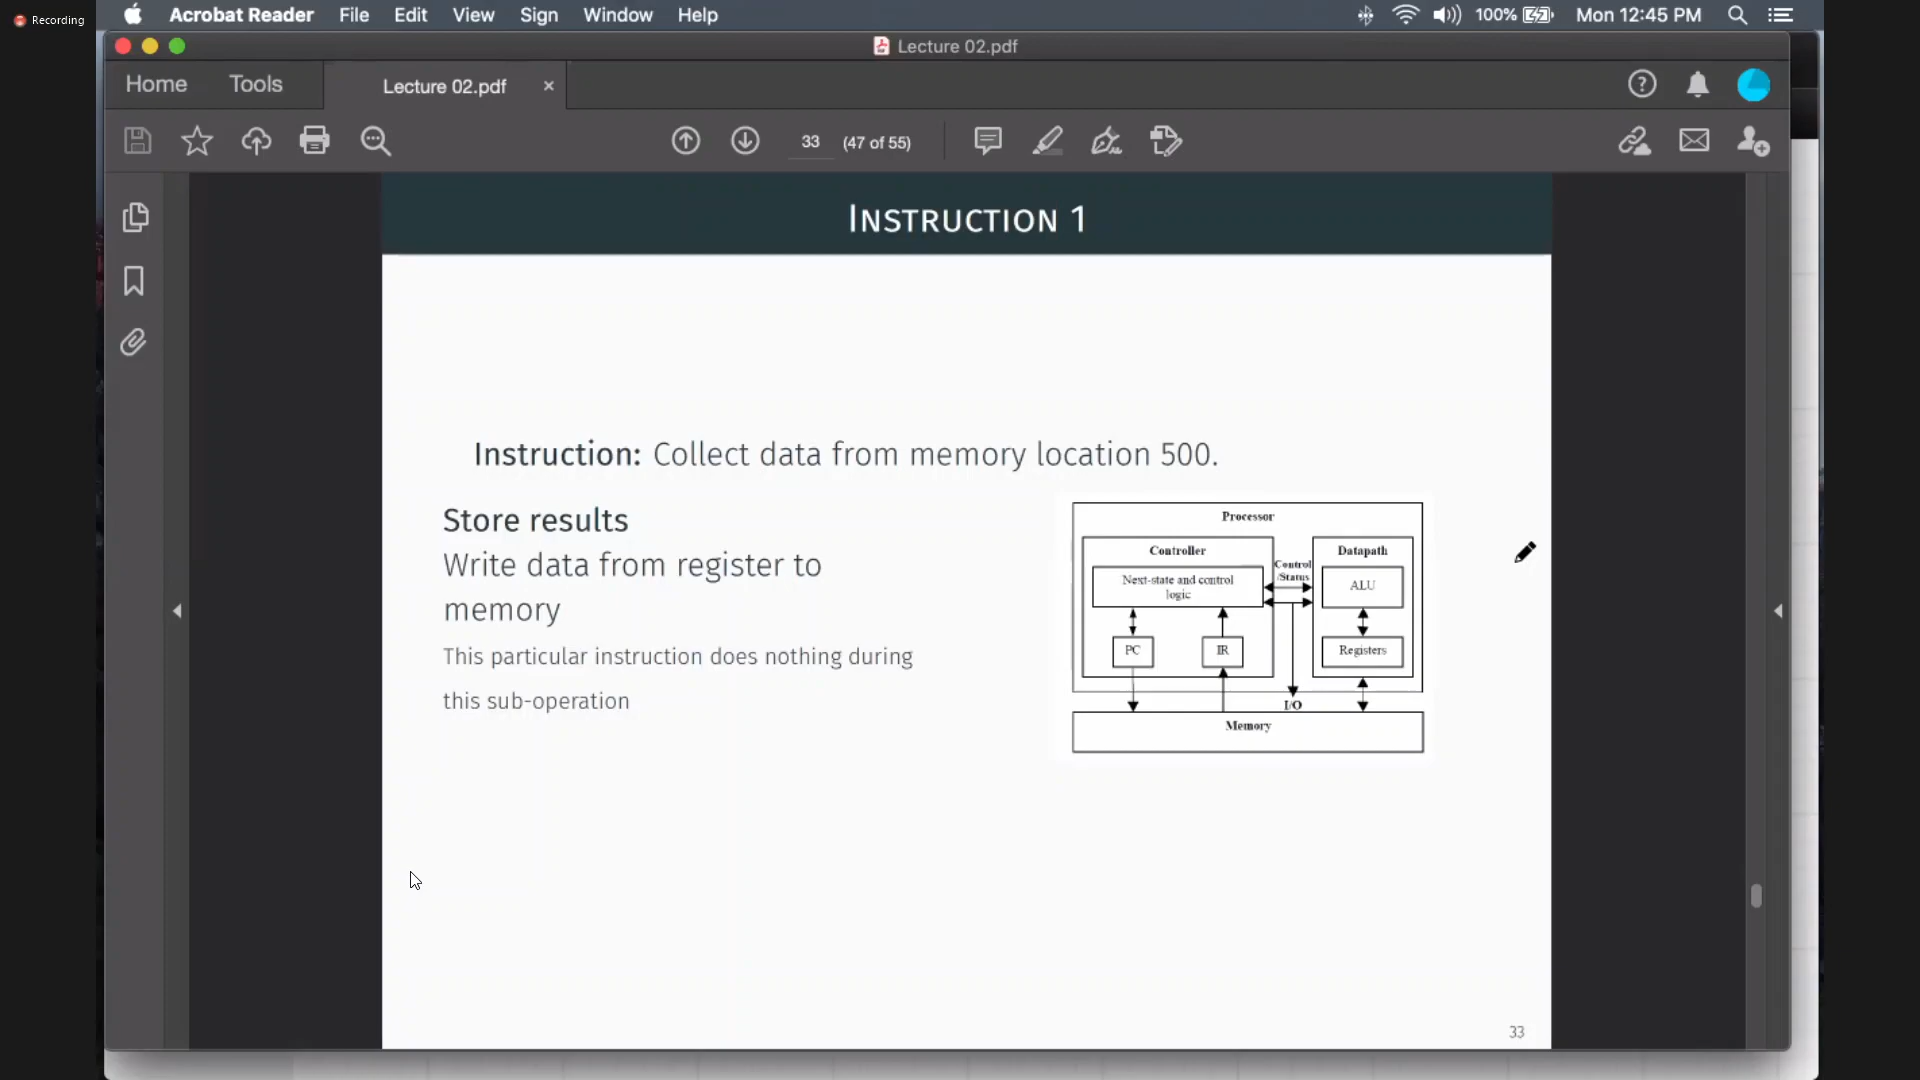 Recording
Acrobat Reader File Edit View Sign Window Help 100% Mon 12:45 PM
Lecture 02.pdf
Home Tools Lecture 02.pdf ×
33 (47 of 55)
INSTRUCTION 1
Instruction: Collect data from memory location 500.
Store results
Write data from register to
memory
This particular instruction does nothing during
this sub-operation
Processor
Controller
Control
/Status
Datapath
Next-state and control
logic
ALU
PC
IR
Registers
I/O
Memory
33